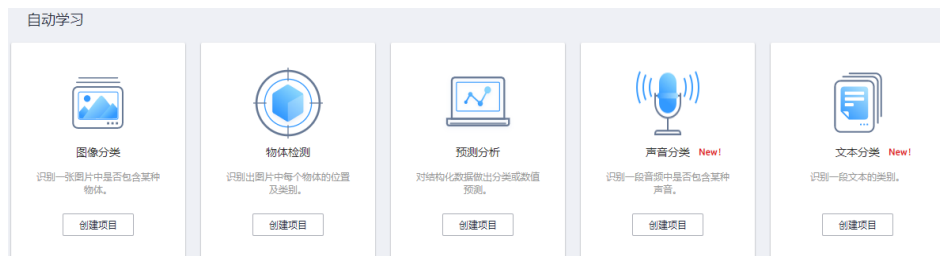 自动学习
图像分类
识别一张图片中是否包含某种
物体。
创建项目
物体检测
识别出图片中每个物体的位置
及类别。
创建项目
预测分析
对结构化数据做出分类或数值
预测。
创建项目
声音分类 New!
识别一段音频中是否包含某种
声音。
创建项目
文本分类 New!
识别一段文本的类别。
创建项目